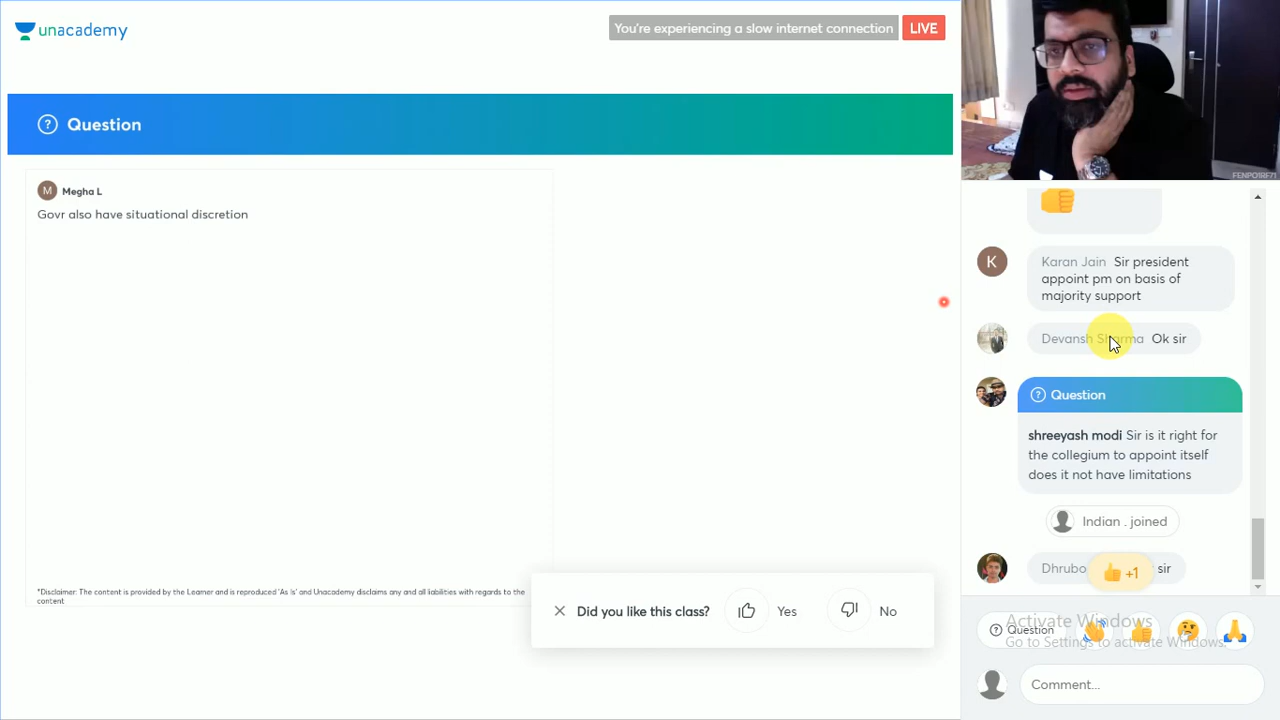 unacademy
You're experiencing a slow internet connection
LIVE
Question
M
Megha L
Govr also have situational discretion
*Disclaimer: The content is provided by the Learner and is reproduced 'As Is' and Unacademy disclaims any and all liabilities with regards to the
content
Did you like this class?
Yes
No
FENPO1RF71
K
Karan Jain Sir president
appoint pm on basis of
majority support
Devansh Sharma Ok sir
Question
shreeyash modi Sir is it right for
the collegium to appoint itself
does it not have limitations
Indian . joined
Dhrubo
sir
+1
Question
Activate Windows
Go to Settings to activate Windows.
Comment...